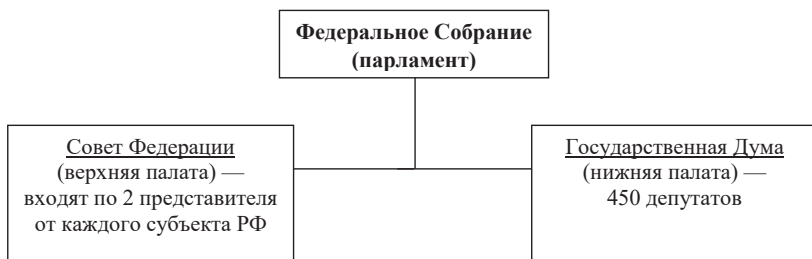 Федеральное Собрание
(парламент)
Совет Федерации
(верхняя палата) —
входят по 2 представителя
от каждого субъекта РФ
Государственная Дума
(нижняя палата) —
450 депутатов